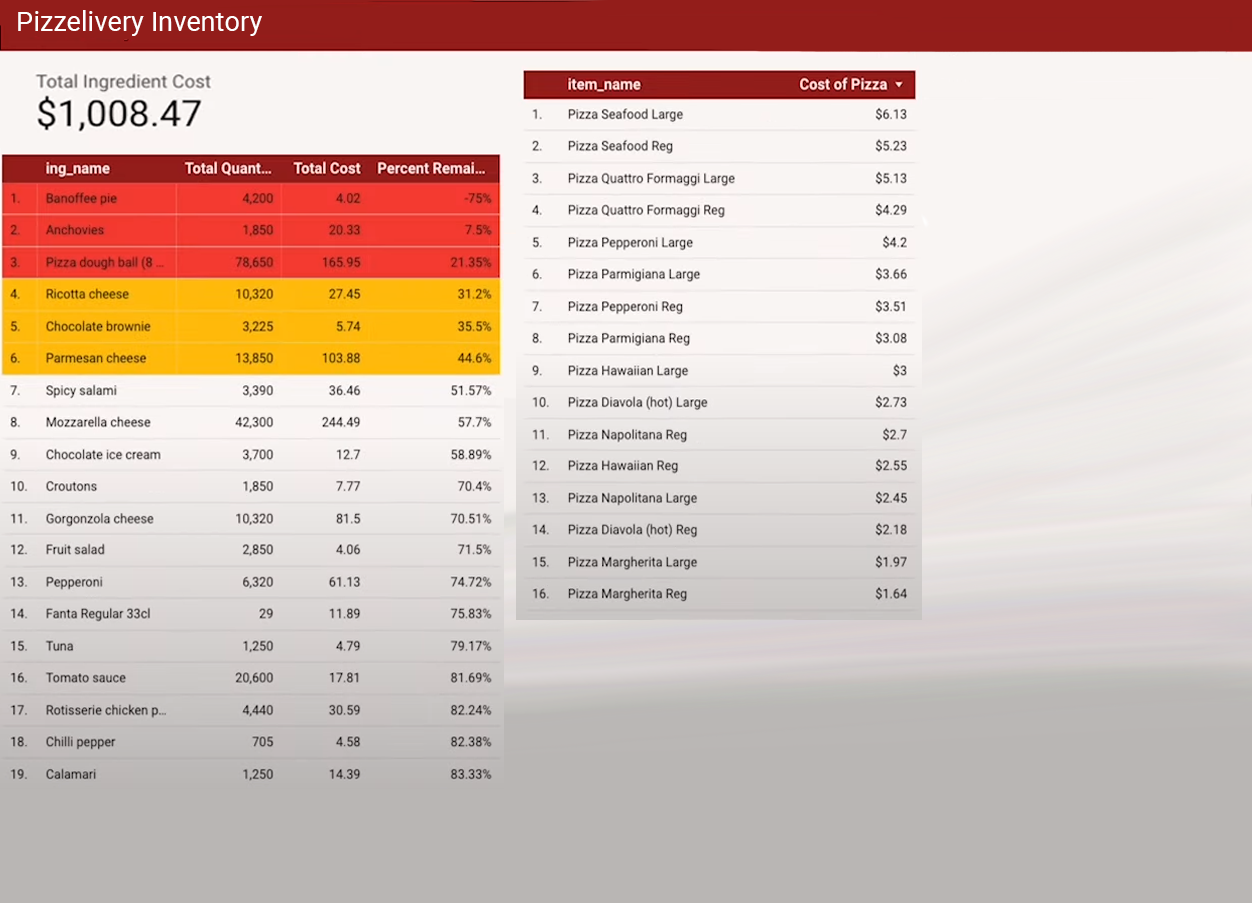 Pizzelivery Inventory
Total Ingredient Cost
$1,008.47
ing_name Total Quant... Total Cost Percent Remai...
1. Banoffee pie 4,200 4.02 -75%
2. Anchovies 1,850 20.33 7.5%
3. Pizza dough ball (8 ... 78,650 165.95 21.35%
4. Ricotta cheese 10,320 27.45 31.2%
5. Chocolate brownie 3,225 5.74 35.5%
6. Parmesan cheese 13,850 103.88 44.6%
7. Spicy salami 3,390 36.46 51.57%
8. Mozzarella cheese 42,300 244.49 57.7%
9. Chocolate ice cream 3,700 12.7 58.89%
10. Croutons 1,850 7.77 70.4%
11. Gorgonzola cheese 10,320 81.5 70.51%
12. Fruit salad 2,850 4.06 71.5%
13. Pepperoni 6,320 61.13 74.72%
14. Fanta Regular 33cl 29 11.89 75.83%
15. Tuna 1,250 4.79 79.17%
16. Tomato sauce 20,600 17.81 81.69%
17. Rotisserie chicken p... 4,440 30.59 82.24%
18. Chilli pepper 705 4.58 82.38%
19. Calamari 1,250 14.39 83.33%
item_name Cost of Pizza
1. Pizza Seafood Large $6.13
2. Pizza Seafood Reg $5.23
3. Pizza Quattro Formaggi Large $5.13
4. Pizza Quattro Formaggi Reg $4.29
5. Pizza Pepperoni Large $4.2
6. Pizza Parmigiana Large $3.66
7. Pizza Pepperoni Reg $3.51
8. Pizza Parmigiana Reg $3.08
9. Pizza Hawaiian Large $3
10. Pizza Diavola (hot) Large $2.73
11. Pizza Napolitana Reg $2.7
12. Pizza Hawaiian Reg $2.55
13. Pizza Napolitana Large $2.45
14. Pizza Diavola (hot) Reg $2.18
15. Pizza Margherita Large $1.97
16. Pizza Margherita Reg $1.64